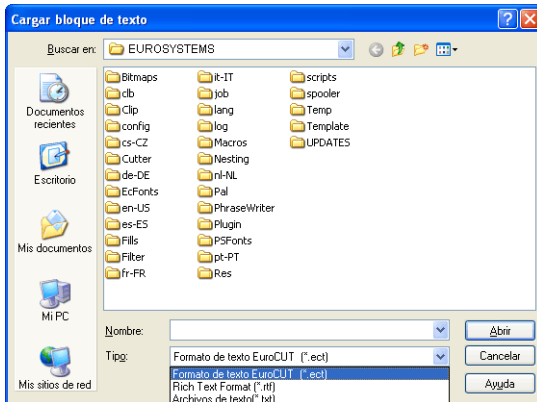 Cargar bloque de texto
Buscar en: EUROSYSTEMS
Documentos recientes
Escritorio
Mis documentos
Mi PC
Mis sitios de red
Bitmaps
clb
Clip
config
cs-CZ
Cutter
de-DE
EcFonts
en-US
es-ES
Fills
Filter
fr-FR
it-IT
job
lang
log
Macros
Nesting
nl-NL
Pal
PhraseWriter
Plugin
PSFonts
pt-PT
Res
scripts
spooler
Temp
Template
UPDATES
Nombre:
Abrir
Tipo: Formato de texto EuroCUT (*.ect)
Cancelar
Formato de texto EuroCUT (*.ect)
Rich Text Format (*.rtf)
Archivos de texto(*.txt)
Ayuda